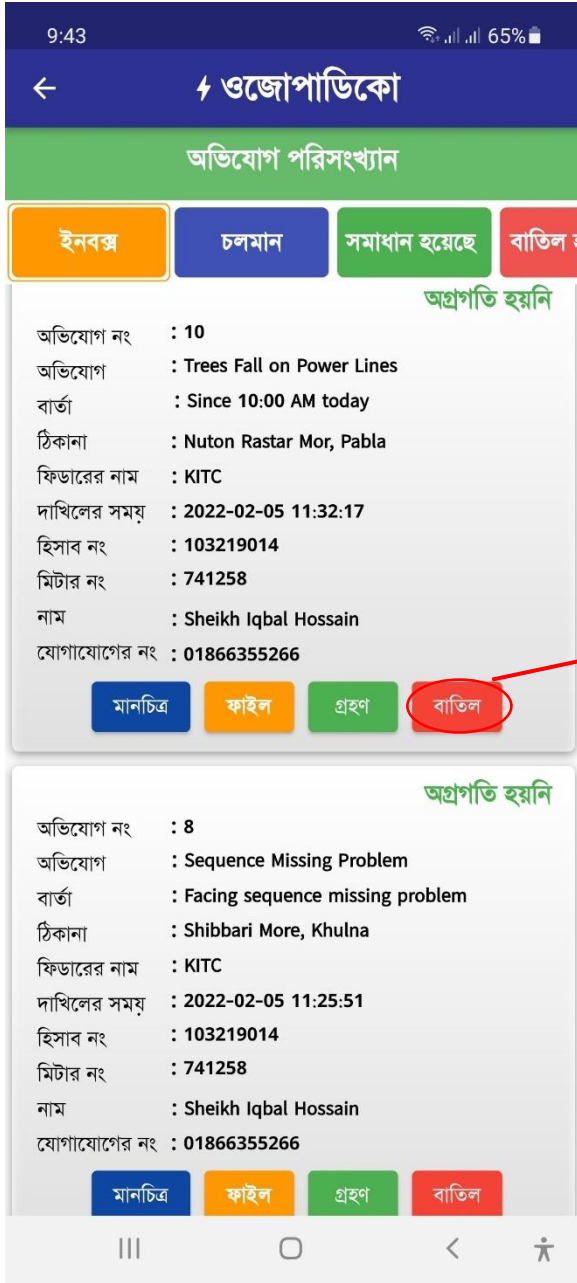 9:43 65%
ওজোপাডিকো
অভিযোগ পরিসংখ্যান
ইনবক্স চলমান সমাধান হয়েছে বাতিল
অগ্রগতি হয়নি
অভিযোগ নং : 10
অভিযোগ : Trees Fall on Power Lines
বার্তা : Since 10:00 AM today
ঠিকানা : Nuton Rastar Mor, Pabla
ফিডারের নাম : KITC
দাখিলের সময় : 2022-02-05 11:32:17
হিসাব নং : 103219014
মিটার নং : 741258
নাম : Sheikh Iqbal Hossain
যোগাযোগের নং : 01866355266
মানচিত্র ফাইল গ্রহণ বাতিল
অগ্রগতি হয়নি
অভিযোগ নং : 8
অভিযোগ : Sequence Missing Problem
বার্তা : Facing sequence missing problem
ঠিকানা : Shibbari More, Khulna
ফিডারের নাম : KITC
দাখিলের সময় : 2022-02-05 11:25:51
হিসাব নং : 103219014
মিটার নং : 741258
নাম : Sheikh Iqbal Hossain
যোগাযোগের নং : 01866355266
মানচিত্র ফাইল গ্রহণ বাতিল